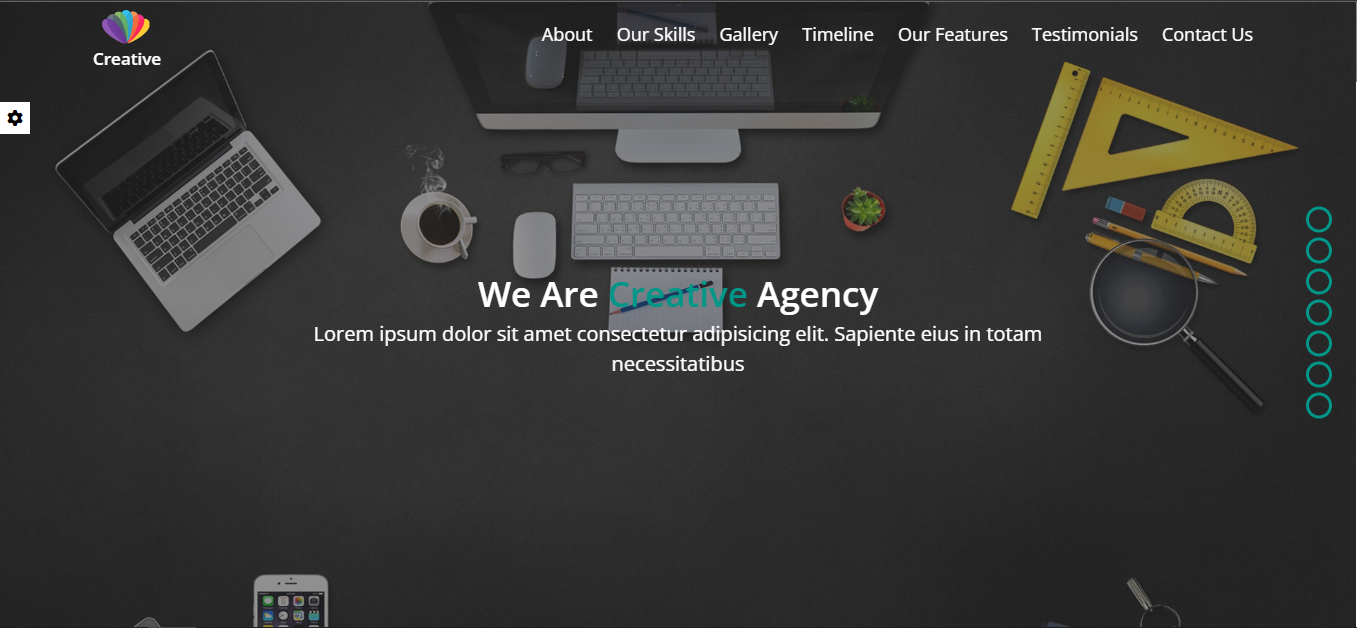 Creative
About
Our Skills
Gallery
Timeline
Our Features
Testimonials
Contact Us
We Are Creative Agency
Lorem ipsum dolor sit amet consectetur adipisicing elit. Sapiente eius in totam
necessitatibus